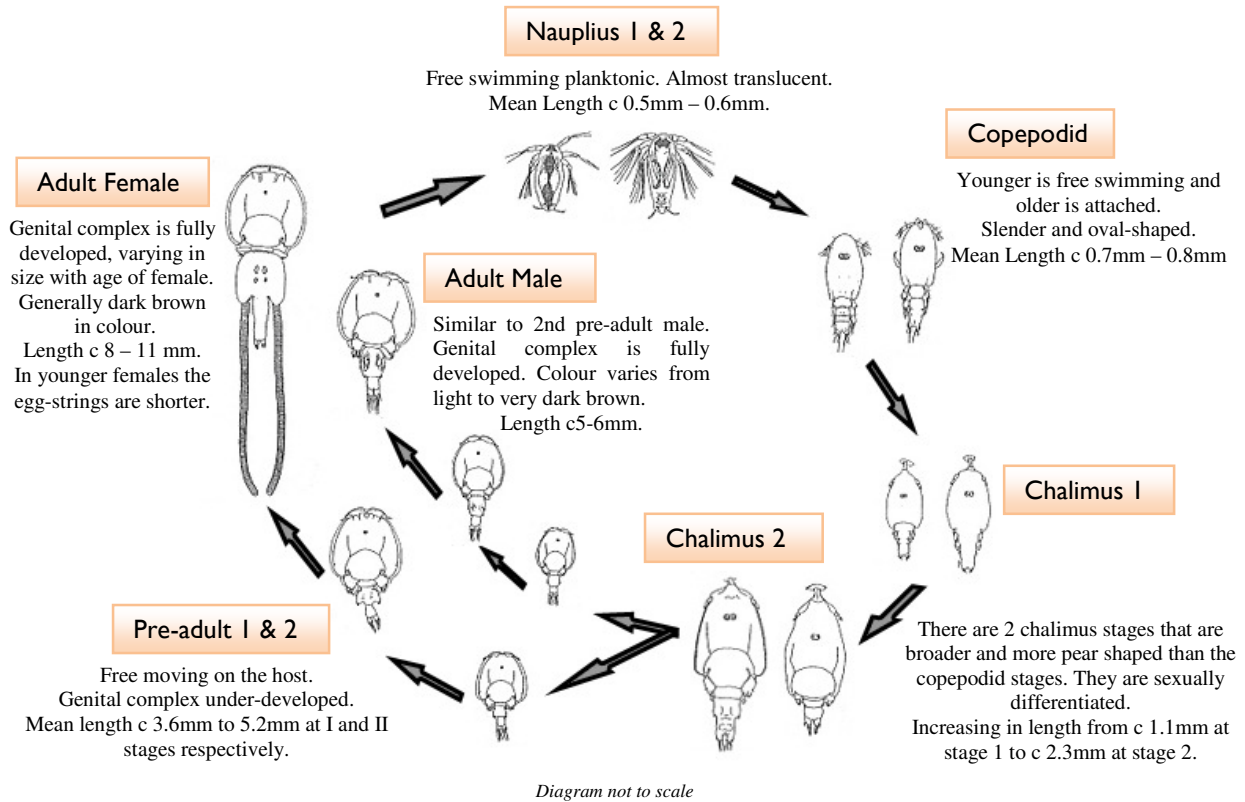 Nauplius 1 & 2
Free swimming planktonic. Almost translucent.
Mean Length c 0.5mm – 0.6mm.
Copepodid
Younger is free swimming and
older is attached.
Slender and oval-shaped.
Mean Length c 0.7mm – 0.8mm
Adult Female
Genital complex is fully
developed, varying in
size with age of female.
Generally dark brown
in colour.
Length c 8 – 11 mm.
In younger females the
egg-strings are shorter.
Adult Male
Similar to 2nd pre-adult male.
Genital complex is fully
developed. Colour varies from
light to very dark brown.
Length c5-6mm.
Chalimus 1
Chalimus 2
There are 2 chalimus stages that are
broader and more pear shaped than the
copepodid stages. They are sexually
differentiated.
Increasing in length from c 1.1mm at
stage 1 to c 2.3mm at stage 2.
Pre-adult 1 & 2
Free moving on the host.
Genital complex under-developed.
Mean length c 3.6mm to 5.2mm at I and II
stages respectively.
Diagram not to scale